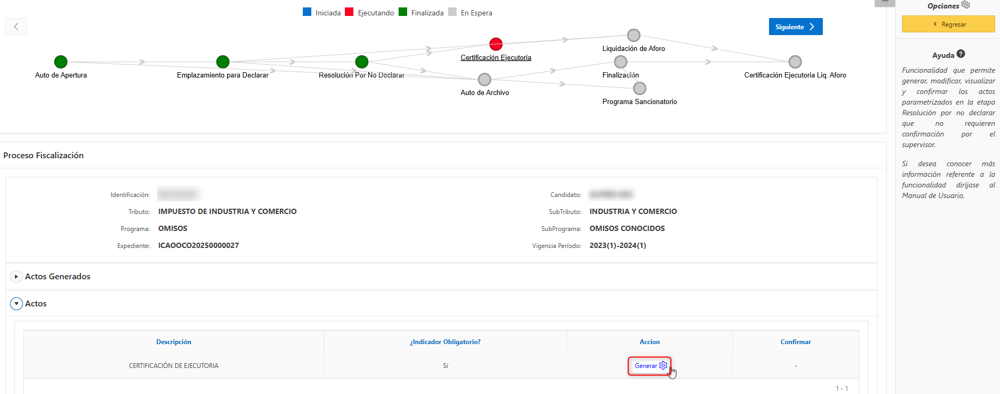 Iniciada Ejecutando Finalizada En Espera
Siguiente
Auto de Apertura
Emplazamiento para Declarar
Resolución Por No Declarar
Certificación Ejecutoria
Auto de Archivo
Liquidación de Aforo
Finalización
Programa Sancionatorio
Certificación Ejecutoria Liq. Aforo
Proceso Fiscalización
Identificación:
Candidato:
Tributo: IMPUESTO DE INDUSTRIA Y COMERCIO
SubTributo: INDUSTRIA Y COMERCIO
Programa: OMISOS
SubPrograma: OMISOS CONOCIDOS
Expediente: ICAOOCO20250000027
Vigencia Período: 2023(1)-2024(1)
Actos Generados
Actos
Descripción ¿Indicador Obligatorio? Accion Confirmar
CERTIFICACIÓN DE EJECUTORIA Sí Generar -
1 - 1
Opciones
Regresar
Ayuda
Funcionalidad que permite
generar, modificar, visualizar
y confirmar los actos
parametrizados en la etapa
Resolución por no declarar
que no requieren
confirmación por el
supervisor.
Si desea conocer más
información referente a la
funcionalidad diríjase al
Manual de Usuario.